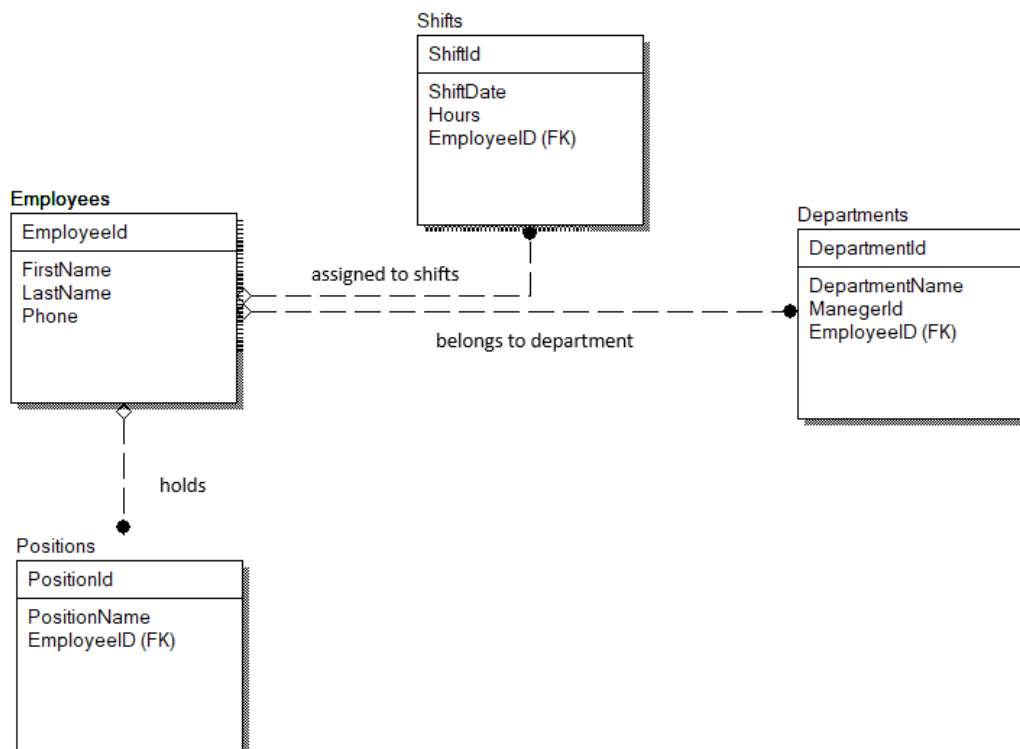 Shifts
ShiftId
ShiftDate
Hours
EmployeeID (FK)
Employees
EmployeeId
FirstName
LastName
Phone
assigned to shifts
belongs to department
Departments
DepartmentId
DepartmentName
ManegerId
EmployeeID (FK)
holds
Positions
PositionId
PositionName
EmployeeID (FK)